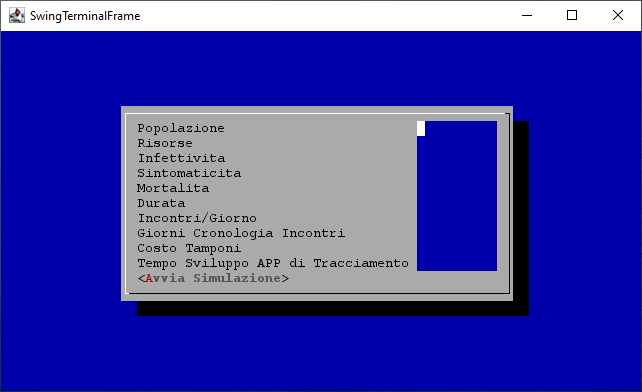 SwingTerminalFrame
Popolazione
Risorse
Infettivita
Sintomaticita
Mortalita
Durata
Incontri/Giorno
Giorni Cronologia Incontri
Costo Tamponi
Tempo Sviluppo APP di Tracciamento
<Avvia Simulazione>